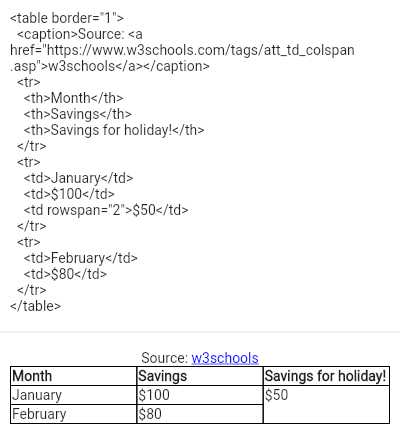 <table border="1">
<caption>Source: <a
href="https://www.w3schools.com/tags/att_td_colspan
.asp">w3schools</a></caption>
<tr>
<th>Month</th>
<th>Savings</th>
<th>Savings for holiday!</th>
</tr>
<tr>
<td>January</td>
<td>$100</td>
<td rowspan="2">$50</td>
</tr>
<tr>
<td>February</td>
<td>$80</td>
</tr>
</table>
Source: w3schools
Month Savings Savings for holiday!
January $100 $50
February $80